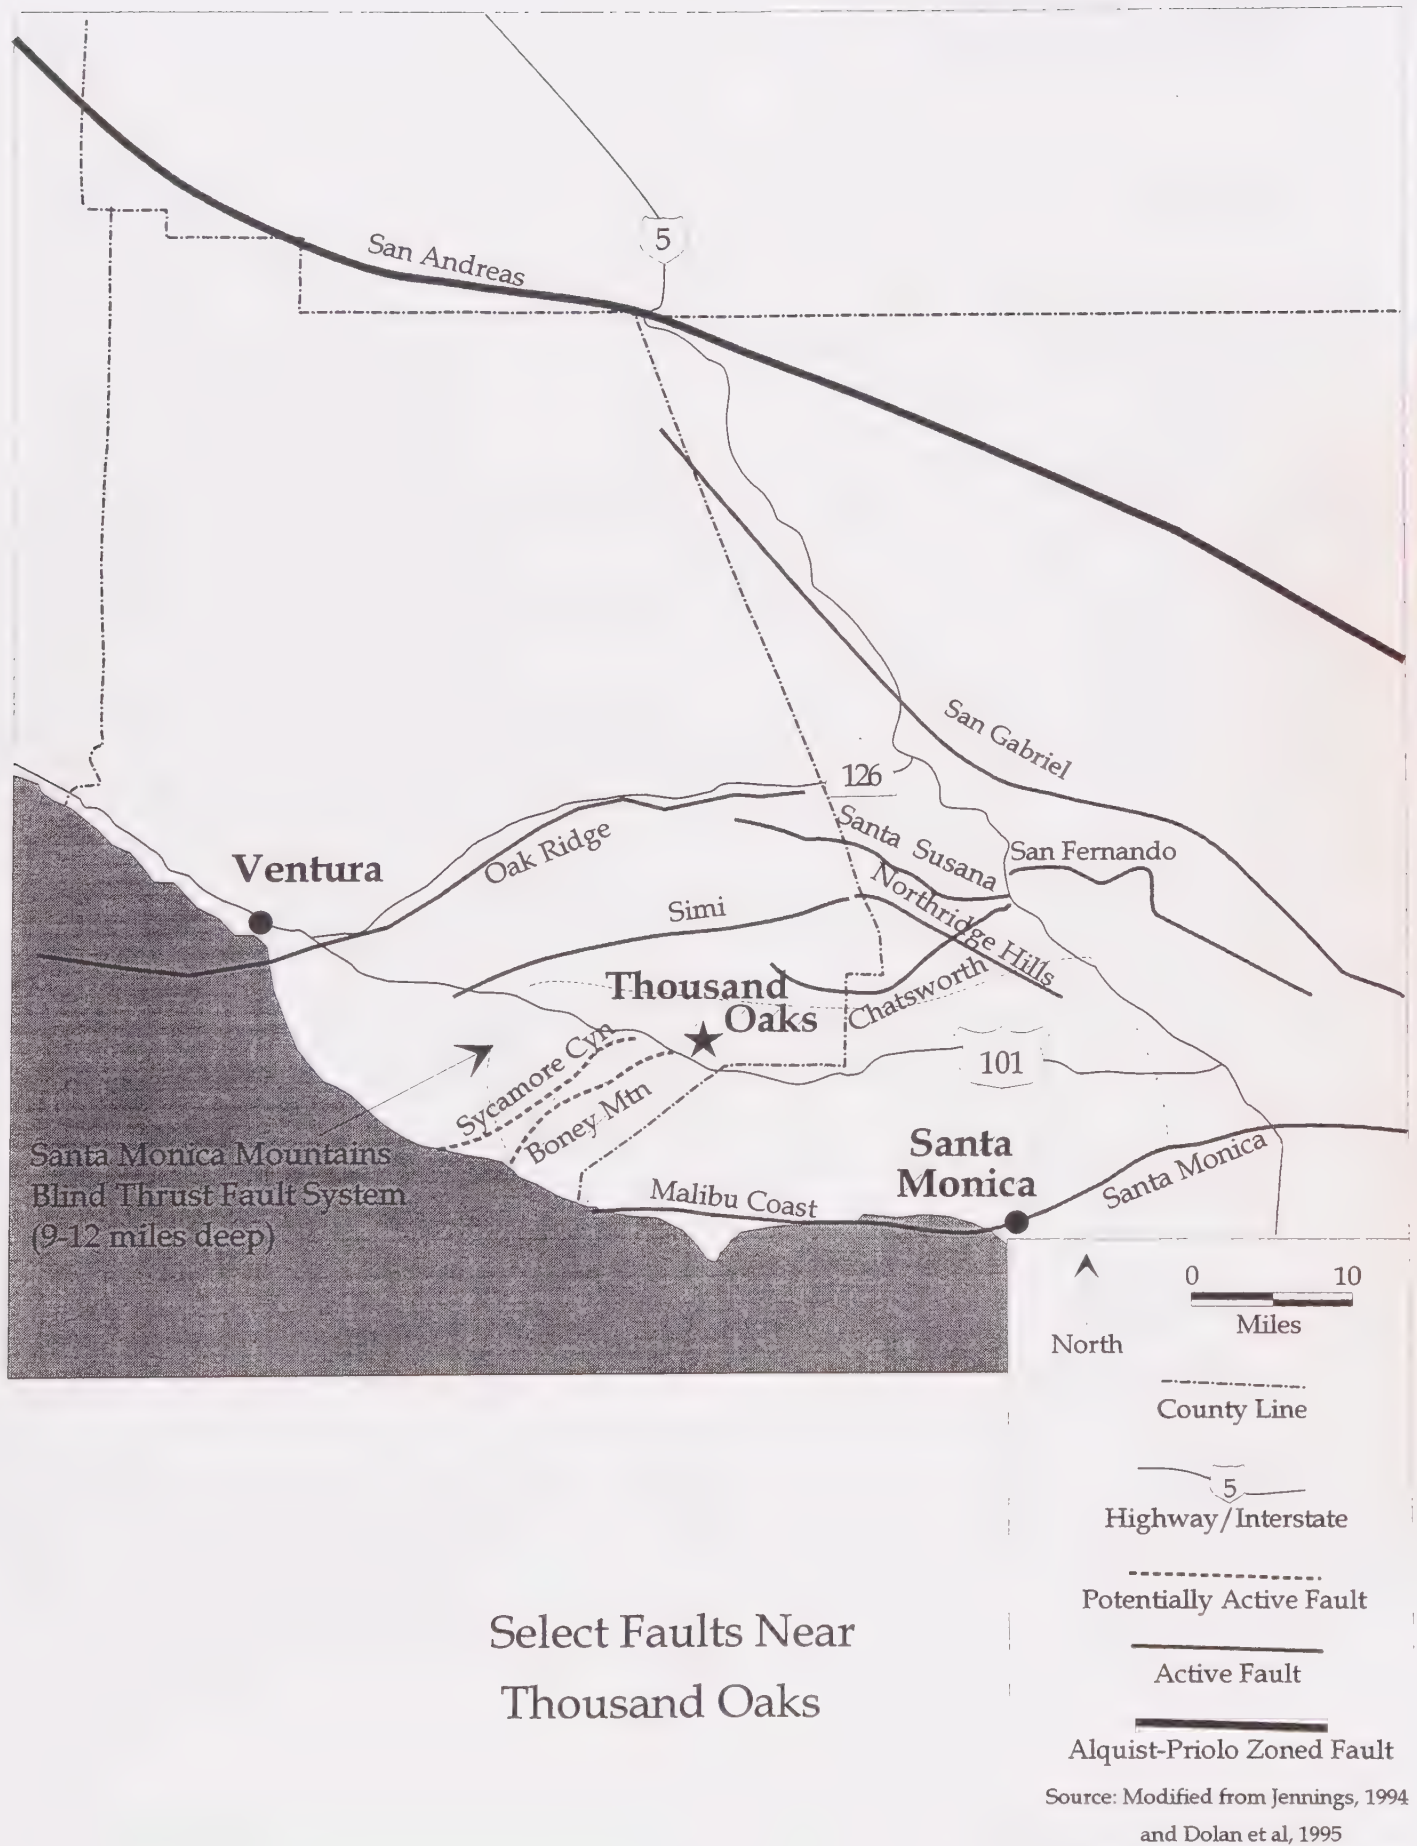 5
San Andreas
San Gabriel
126
Santa Susana
San Fernando
Ventura
Oak Ridge
Northridge Hills
Simi
Thousand
Oaks
Chatsworth
Sycamore Cyn
101
Boney Mtn
Santa Monica Mountains
Blind Thrust Fault System
(9-12 miles deep)
Santa
Monica
Santa Monica
Malibu Coast
0 10
Miles
North
County Line
5
Highway/Interstate
Potentially Active Fault
Select Faults Near
Thousand Oaks
Active Fault
Alquist-Priolo Zoned Fault
Source: Modified from Jennings, 1994
and Dolan et al, 1995